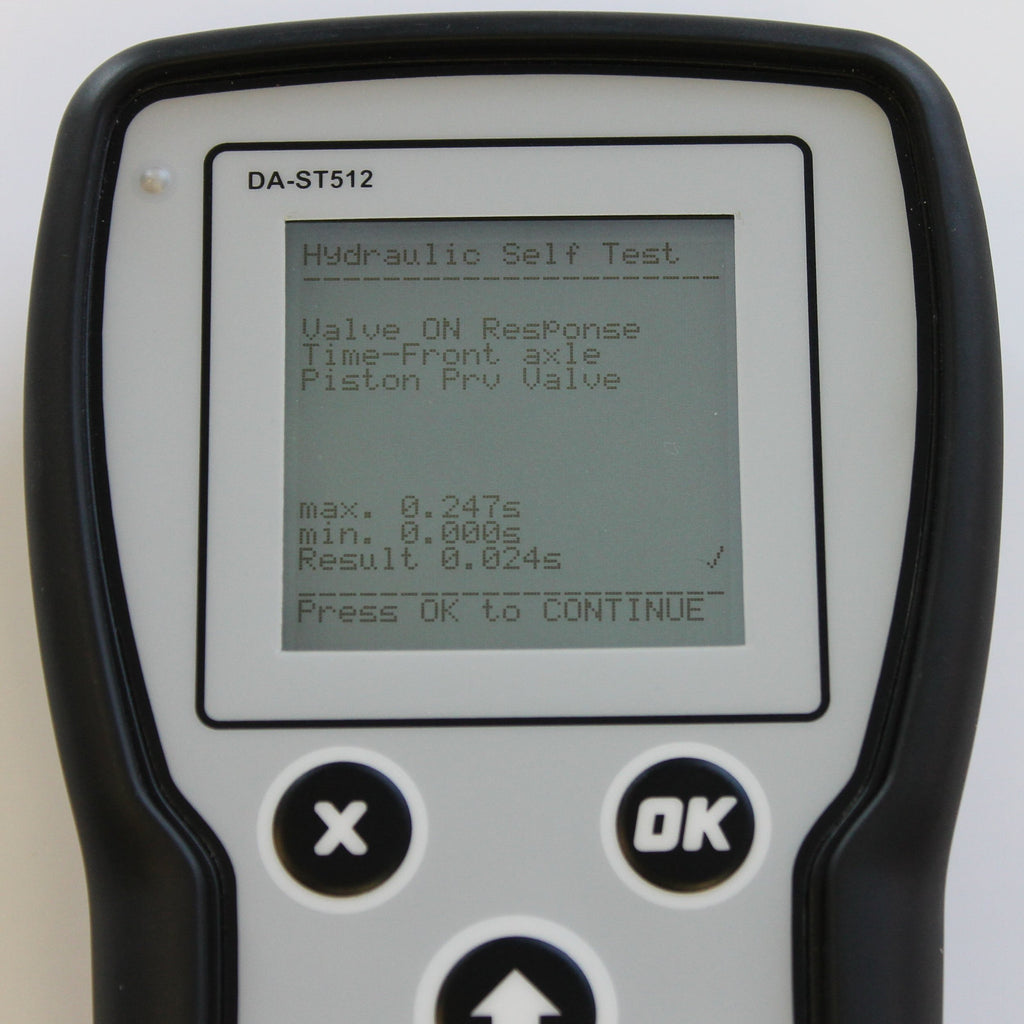 DA-ST512
Hydraulic Self Test
Valve ON Response
Time-Front axle
Piston Prv Valve
max. 0.247s
min. 0.000s
Result 0.024s ✓
Press OK to CONTINUE
X
OK